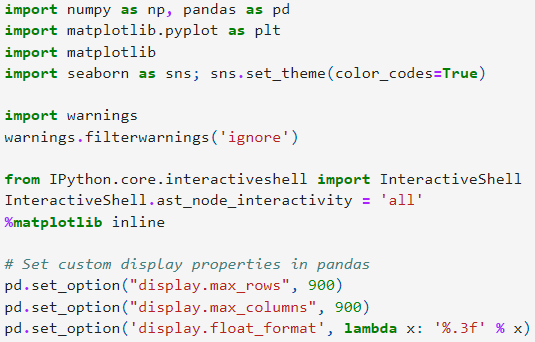 import numpy as np, pandas as pd
import matplotlib.pyplot as plt
import matplotlib
import seaborn as sns; sns.set_theme(color_codes=True)
import warnings
warnings.filterwarnings('ignore')
from IPython.core.interactiveshell import InteractiveShell
InteractiveShell.ast_node_interactivity = 'all'
%matplotlib inline
# Set custom display properties in pandas
pd.set_option("display.max_rows", 900)
pd.set_option("display.max_columns", 900)
pd.set_option('display.float_format', lambda x: '%.3f' % x)